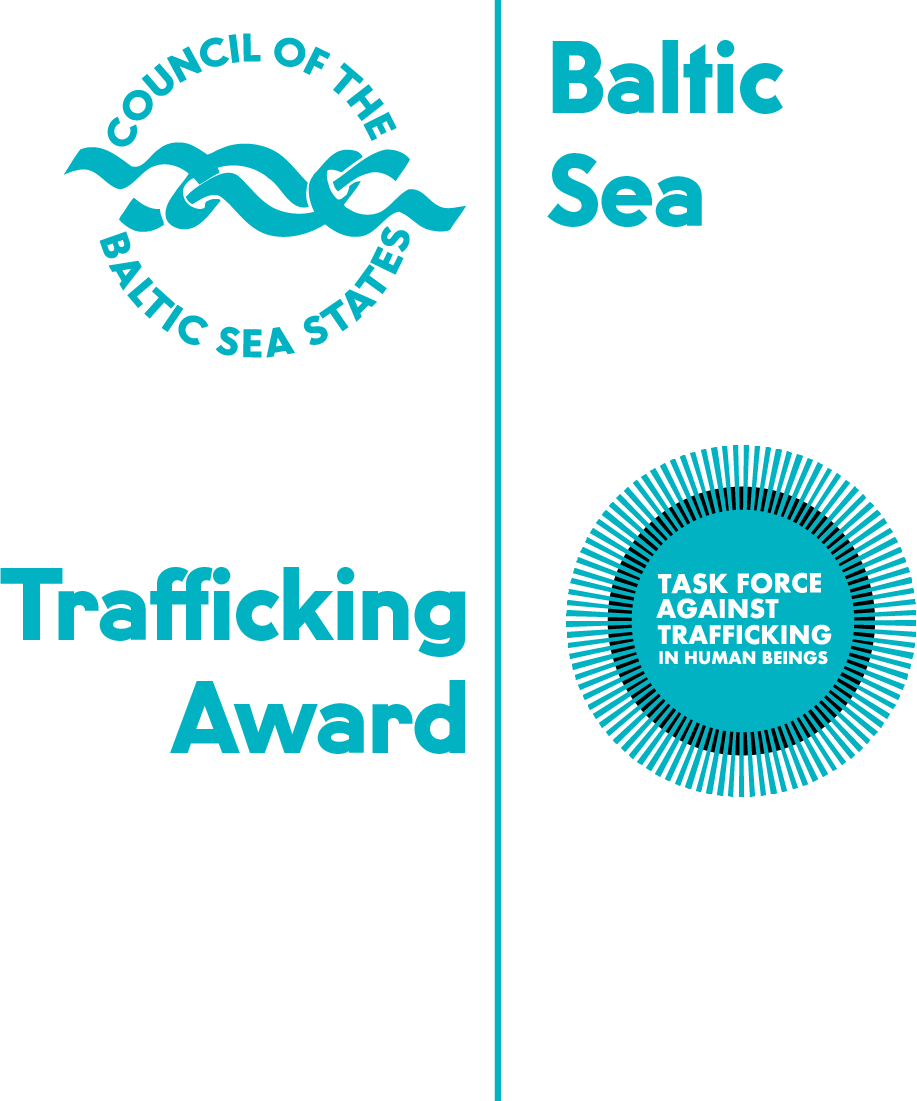 COUNCIL OF THE
BALTIC SEA STATES
Baltic
Sea
Trafficking
Award
TASK FORCE
AGAINST
TRAFFICKING
IN HUMAN BEINGS